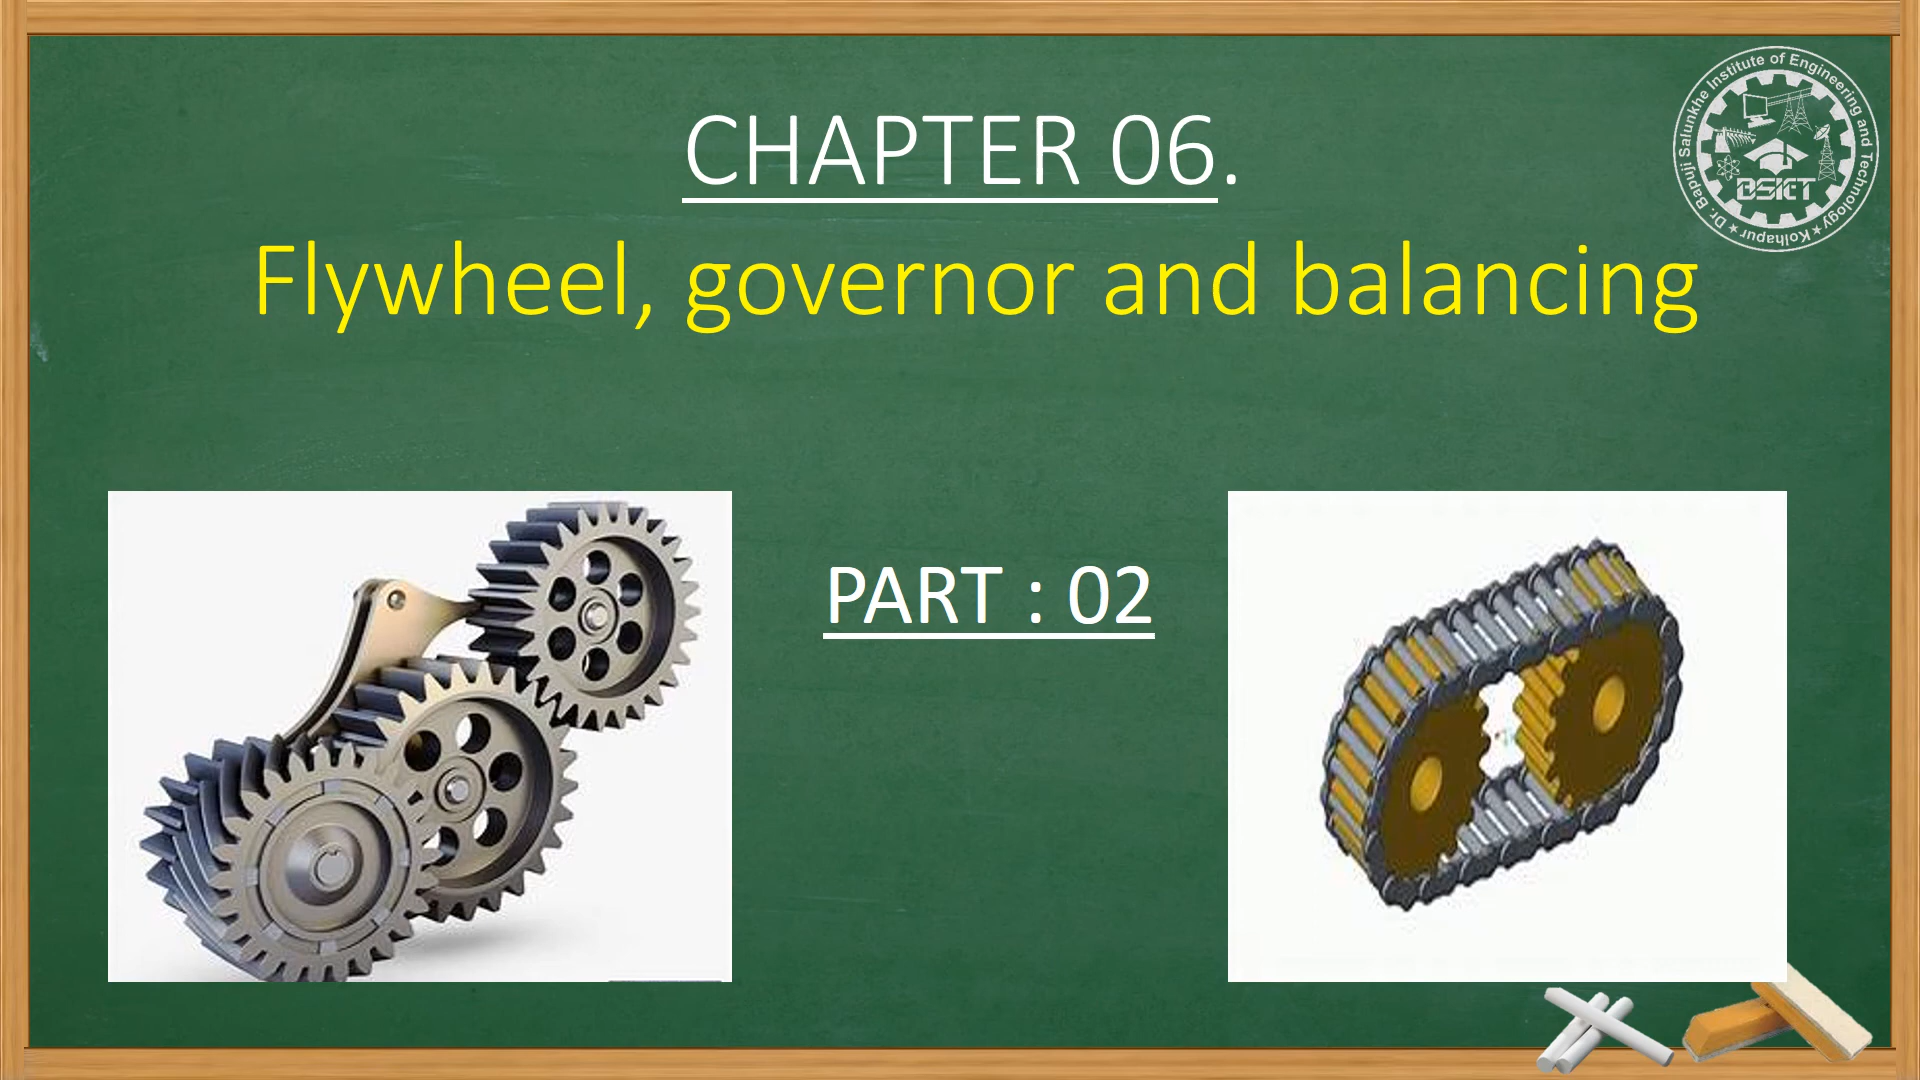 CHAPTER 06.
Flywheel, governor and balancing
PART : 02
Dr. Bapuji Salunkhe Institute of Engineering and Technology
★ Kolhapur ★
BSIET